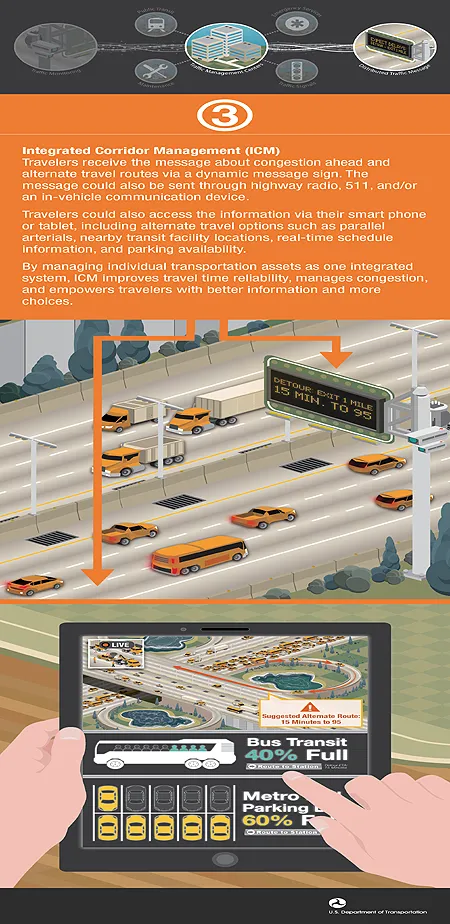 Public Transit
Emergency Services
Traffic Monitoring
Traffic Management Centers
Distributed Traffic Message
Maintenance
Traffic Signals
3
Integrated Corridor Management (ICM)
Travelers receive the message about congestion ahead and
alternate travel routes via a dynamic message sign. The
message could also be sent through highway radio, 511, and/or
an in-vehicle communication device.
Travelers could also access the information via their smart phone
or tablet, including alternate travel options such as parallel
arterials, nearby transit facility locations, real-time schedule
information, and parking availability.
By managing individual transportation assets as one integrated
system, ICM improves travel time reliability, manages congestion,
and empowers travelers with better information and more
choices.
DETOUR: EXIT 1 MILE
15 MIN. TO 95
LIVE
Suggested Alternate Route:
15 Minutes to 95
Bus Transit
40% Full
Route to Station
Metro
Parking
60% F
Route to Station
U.S. Department of Transportation